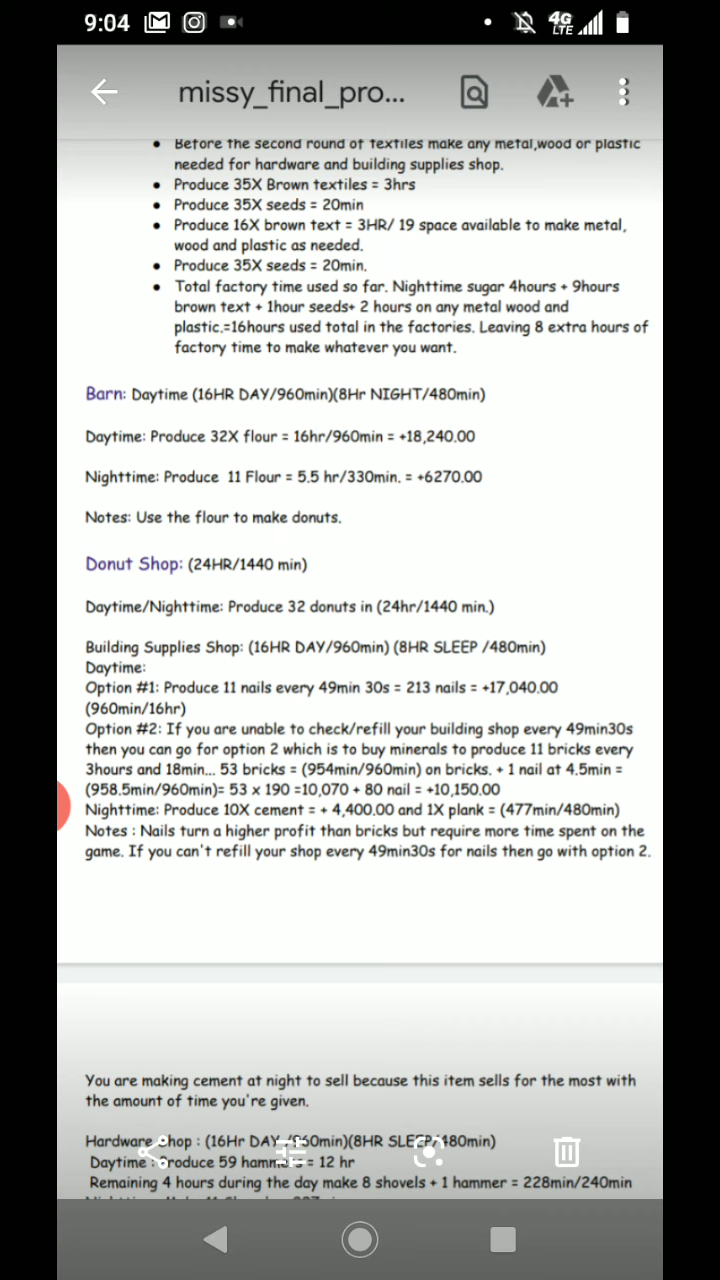 9:04
4G
LTE
missy_final_pro...
• Before the second round of textiles make any metal,wood or plastic
needed for hardware and building supplies shop.
• Produce 35X Brown textiles = 3hrs
• Produce 35X seeds = 20min
• Produce 16X brown text = 3HR/ 19 space available to make metal,
wood and plastic as needed.
• Produce 35X seeds = 20min.
• Total factory time used so far. Nighttime sugar 4hours + 9hours
brown text + 1hour seeds+ 2 hours on any metal wood and
plastic.=16hours used total in the factories. Leaving 8 extra hours of
factory time to make whatever you want.
Barn: Daytime (16HR DAY/960min)(8Hr NIGHT/480min)
Daytime: Produce 32X flour = 16hr/960min = +18,240.00
Nighttime: Produce 11 Flour = 5.5 hr/330min. = +6270.00
Notes: Use the flour to make donuts.
Donut Shop: (24HR/1440 min)
Daytime/Nighttime: Produce 32 donuts in (24hr/1440 min.)
Building Supplies Shop: (16HR DAY/960min) (8HR SLEEP /480min)
Daytime:
Option #1: Produce 11 nails every 49min 30s = 213 nails = +17,040.00
(960min/16hr)
Option #2: If you are unable to check/refill your building shop every 49min30s
then you can go for option 2 which is to buy minerals to produce 11 bricks every
3hours and 18min... 53 bricks = (954min/960min) on bricks. + 1 nail at 4.5min =
(958.5min/960min)= 53 x 190 =10,070 + 80 nail = +10,150.00
Nighttime: Produce 10X cement = + 4,400.00 and 1X plank = (477min/480min)
Notes : Nails turn a higher profit than bricks but require more time spent on the
game. If you can't refill your shop every 49min30s for nails then go with option 2.
You are making cement at night to sell because this item sells for the most with
the amount of time you're given.
Hardware Shop : (16Hr DAY /960min)(8HR SLEEP/480min)
Daytime : Produce 59 hammers = 12 hr
Remaining 4 hours during the day make 8 shovels + 1 hammer = 228min/240min